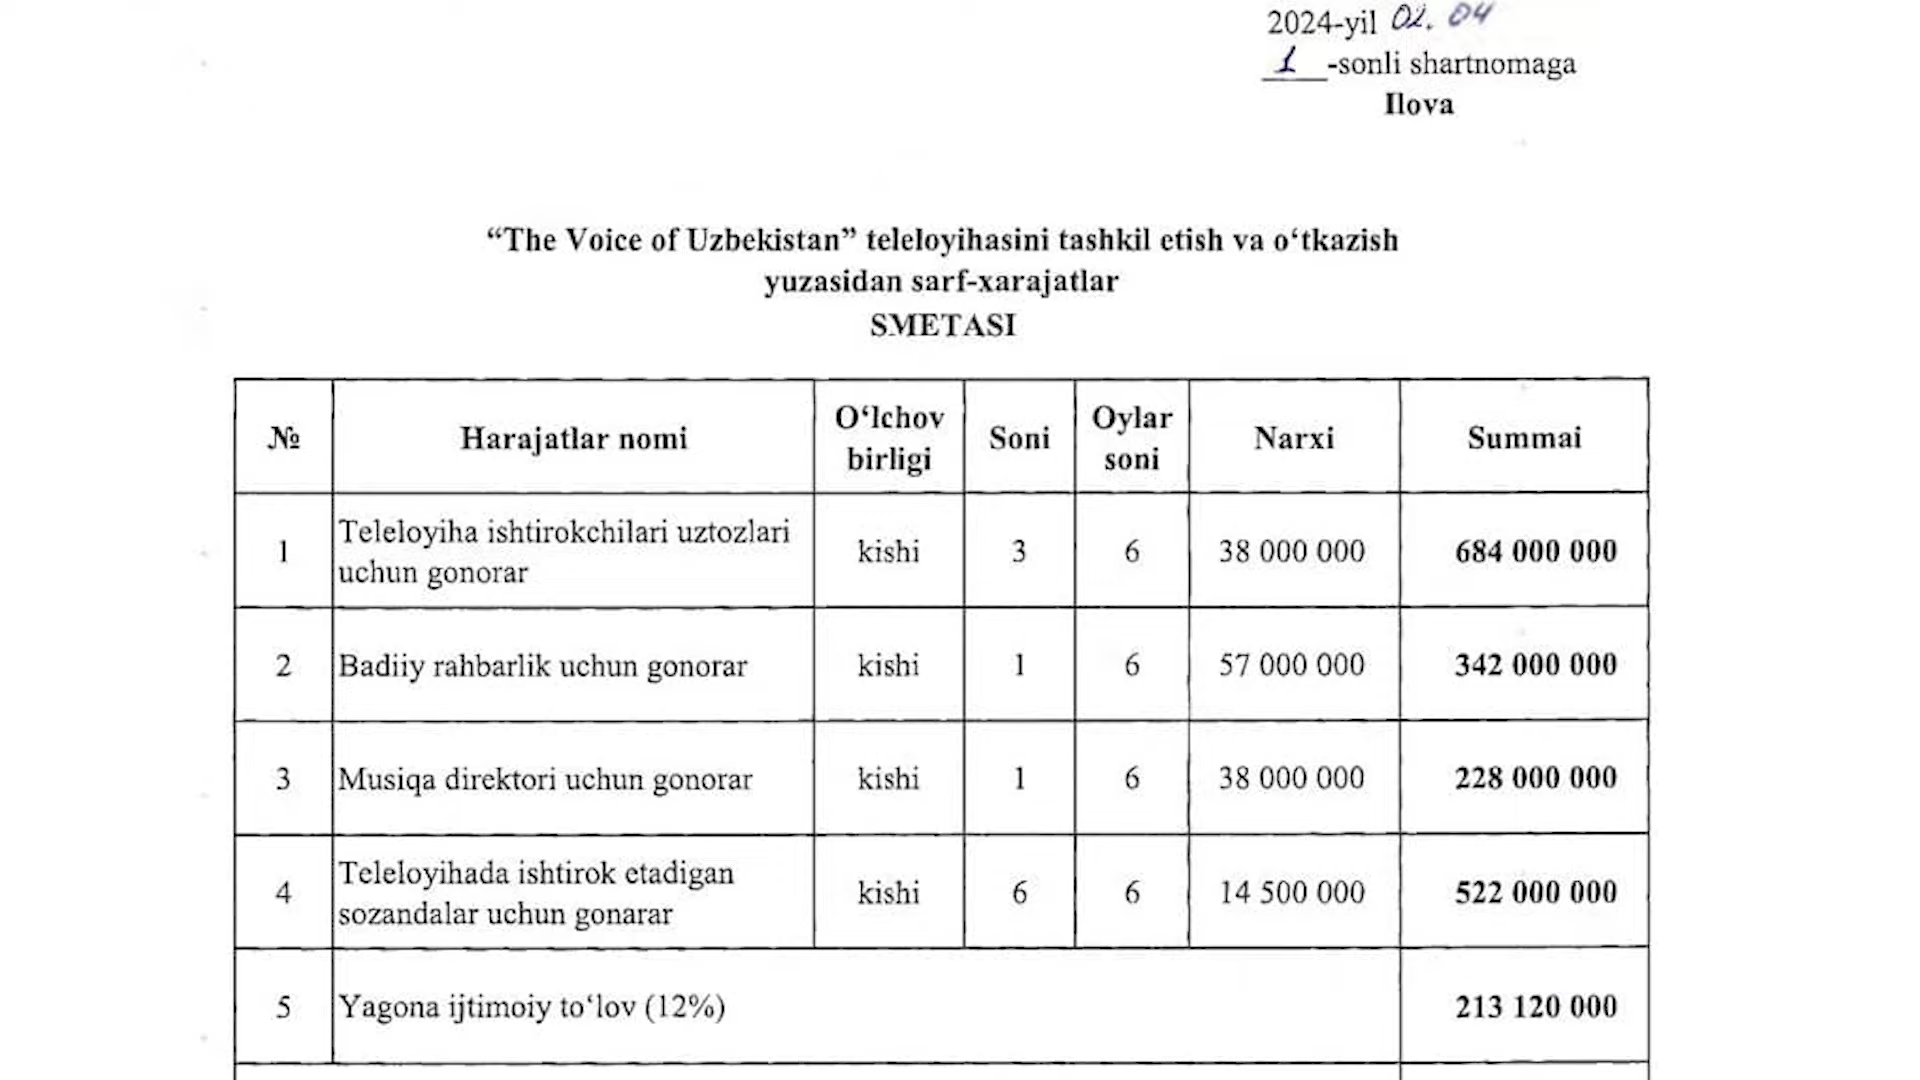 2024-yil 02. 04
1 -sonli shartnomaga
Ilova
“The Voice of Uzbekistan” teleloyihasini tashkil etish va o‘tkazish
yuzasidan sarf-xarajatlar
SMETASI
№ Harajatlar nomi O‘lchov birligi Soni Oylar soni Narxi Summai
1 Teleloyiha ishtirokchilari uztozlari uchun gonorar kishi 3 6 38 000 000 684 000 000
2 Badiiy rahbarlik uchun gonorar kishi 1 6 57 000 000 342 000 000
3 Musiqa direktori uchun gonorar kishi 1 6 38 000 000 228 000 000
4 Teleloyihada ishtirok etadigan sozandalar uchun gonarar kishi 6 6 14 500 000 522 000 000
5 Yagona ijtimoiy to‘lov (12%) 213 120 000